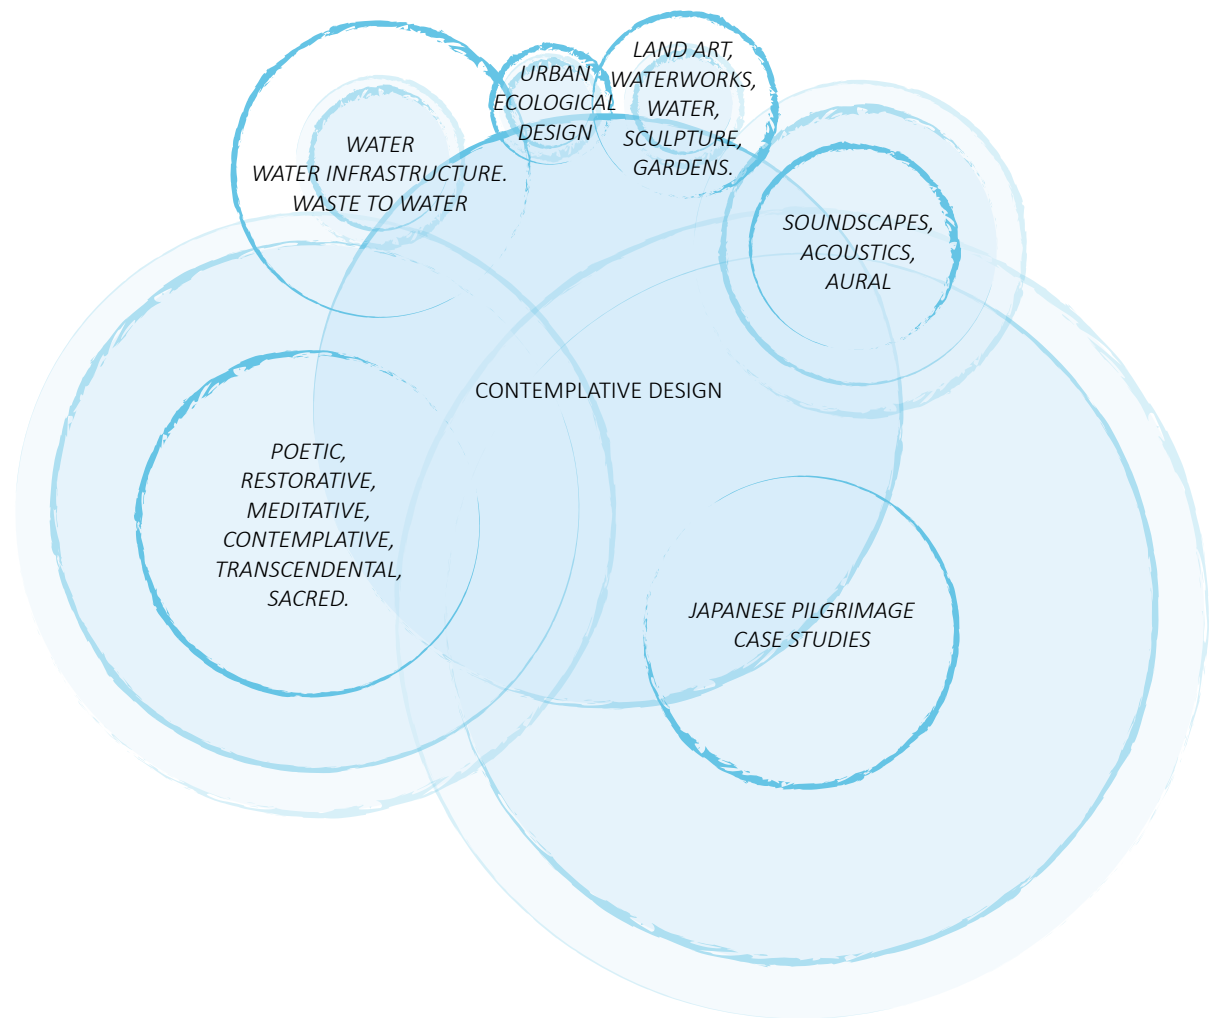 LAND ART,
WATERWORKS,
WATER,
SCULPTURE,
GARDENS.
URBAN
ECOLOGICAL
DESIGN
WATER
WATER INFRASTRUCTURE.
WASTE TO WATER
SOUNDSCAPES,
ACOUSTICS,
AURAL
CONTEMPLATIVE DESIGN
POETIC,
RESTORATIVE,
MEDITATIVE,
CONTEMPLATIVE,
TRANSCENDENTAL,
SACRED.
JAPANESE PILGRIMAGE
CASE STUDIES